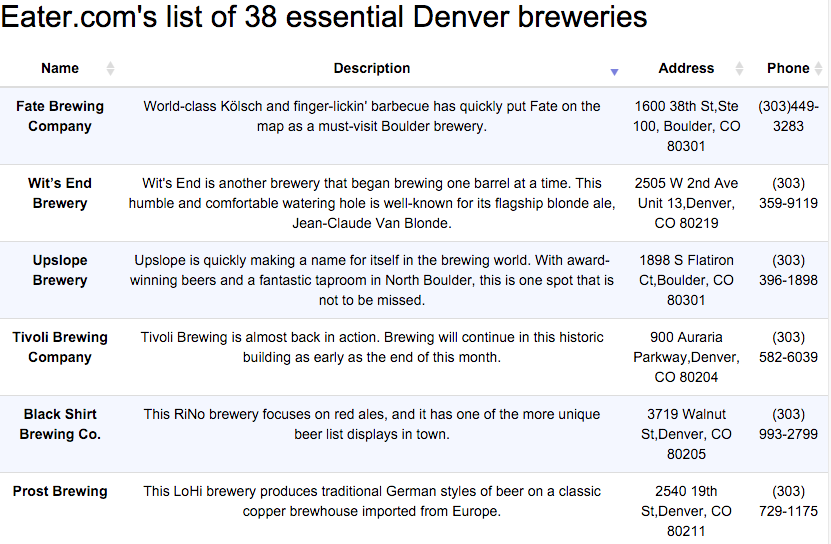 Eater.com's list of 38 essential Denver breweries
Name Description Address Phone
Fate Brewing Company World-class Kölsch and finger-lickin' barbecue has quickly put Fate on the map as a must-visit Boulder brewery. 1600 38th St,Ste 100, Boulder, CO 80301 (303)449-3283
Wit’s End Brewery Wit's End is another brewery that began brewing one barrel at a time. This humble and comfortable watering hole is well-known for its flagship blonde ale, Jean-Claude Van Blonde. 2505 W 2nd Ave Unit 13,Denver, CO 80219 (303) 359-9119
Upslope Brewery Upslope is quickly making a name for itself in the brewing world. With award-winning beers and a fantastic taproom in North Boulder, this is one spot that is not to be missed. 1898 S Flatiron Ct,Boulder, CO 80301 (303) 396-1898
Tivoli Brewing Company Tivoli Brewing is almost back in action. Brewing will continue in this historic building as early as the end of this month. 900 Auraria Parkway,Denver, CO 80204 (303) 582-6039
Black Shirt Brewing Co. This RiNo brewery focuses on red ales, and it has one of the more unique beer list displays in town. 3719 Walnut St,Denver, CO 80205 (303) 993-2799
Prost Brewing This LoHi brewery produces traditional German styles of beer on a classic copper brewhouse imported from Europe. 2540 19th St,Denver, CO 80211 (303) 729-1175